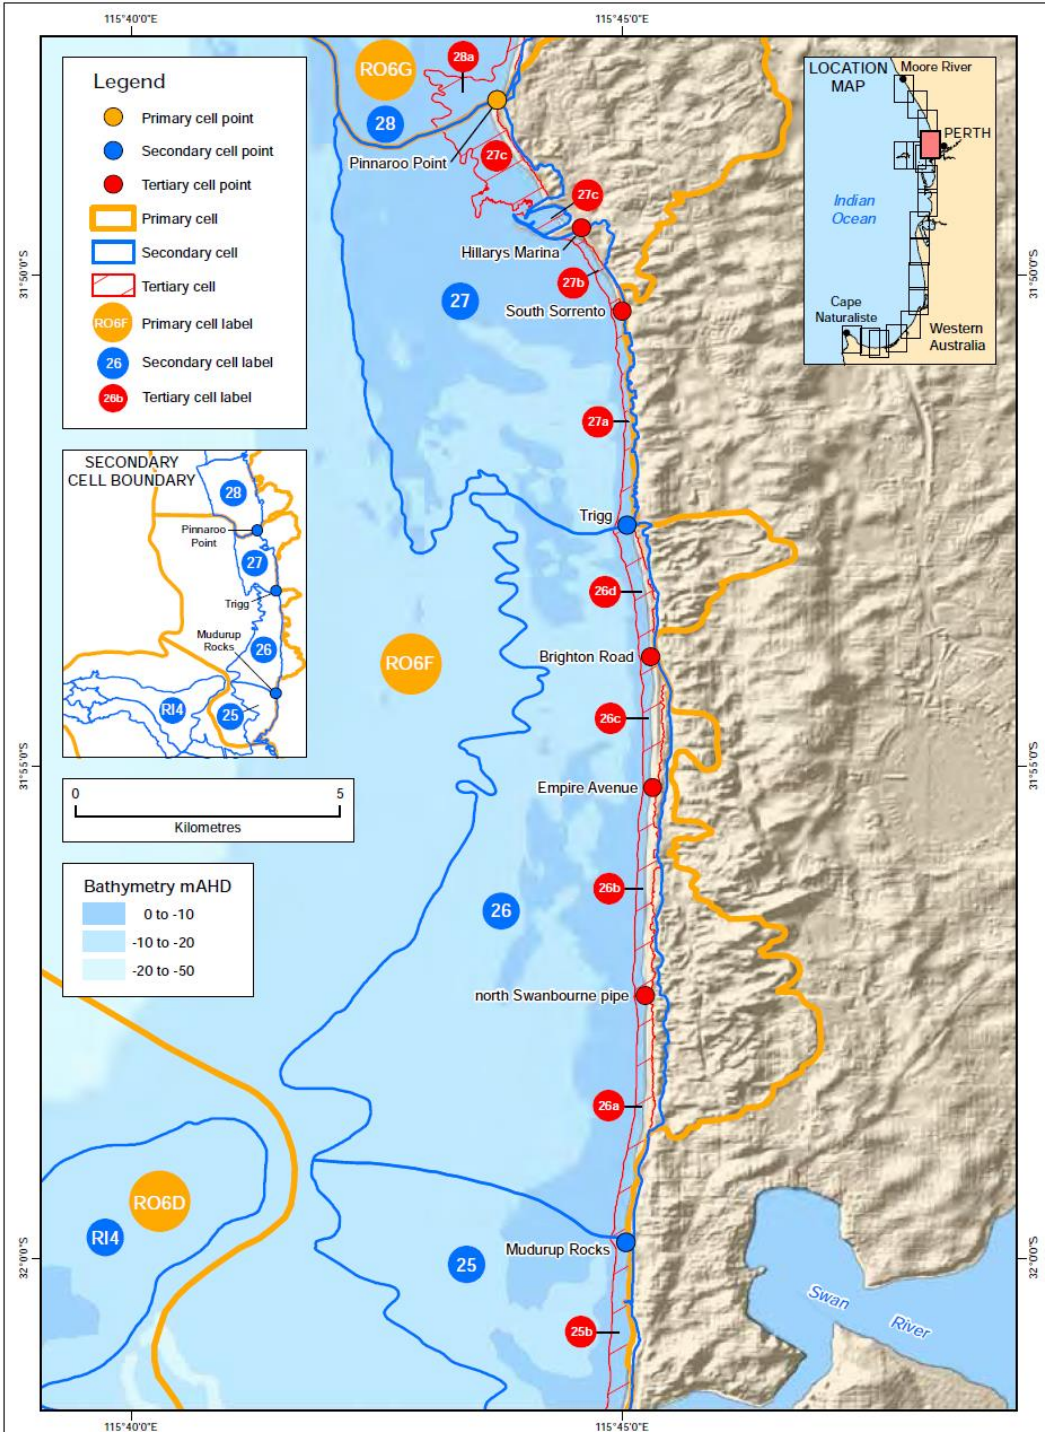 115°40'0"E
115°45'0"E
Legend
Primary cell point
Secondary cell point
Tertiary cell point
Primary cell
Secondary cell
Tertiary cell
RO6F Primary cell label
26 Secondary cell label
26b Tertiary cell label
SECONDARY
CELL BOUNDARY
28
Pinnaroo
Point
27
Trigg
Mudurup
Rocks
26
RI4
25
0
5
Kilometres
Bathymetry mAHD
0 to -10
-10 to -20
-20 to -50
LOCATION
MAP
Moore River
PERTH
Indian
Ocean
Cape
Naturaliste
Western
Australia
RO6G
28a
28
Pinnaroo Point
27c
27c
Hillarys Marina
27b
27
South Sorrento
27a
Trigg
26d
RO6F
Brighton Road
26c
Empire Avenue
26b
26
north Swanbourne pipe
26a
RO6D
RI4
Mudurup Rocks
25
25b
Swan
River
31°50'0"S
31°50'0"S
31°55'0"S
31°55'0"S
32°0'0"S
32°0'0"S
115°40'0"E
115°45'0"E